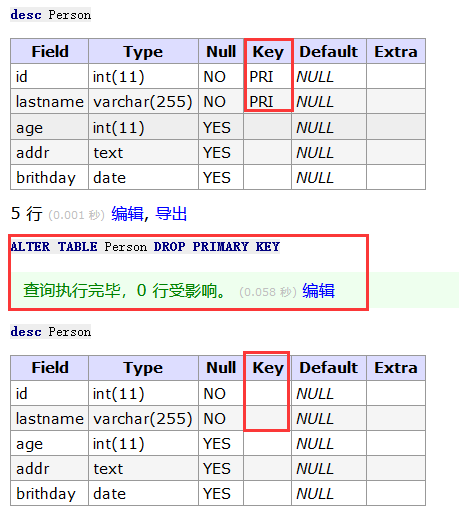 desc Person
Field Type Null Key Default Extra
id int(11) NO PRI NULL
lastname varchar(255) NO PRI NULL
age int(11) YES NULL
addr text YES NULL
brithday date YES NULL
5 行 (0.001 秒) 编辑, 导出
ALTER TABLE Person DROP PRIMARY KEY
查询执行完毕，0 行受影响。 (0.058 秒) 编辑
desc Person
Field Type Null Key Default Extra
id int(11) NO NULL
lastname varchar(255) NO NULL
age int(11) YES NULL
addr text YES NULL
brithday date YES NULL